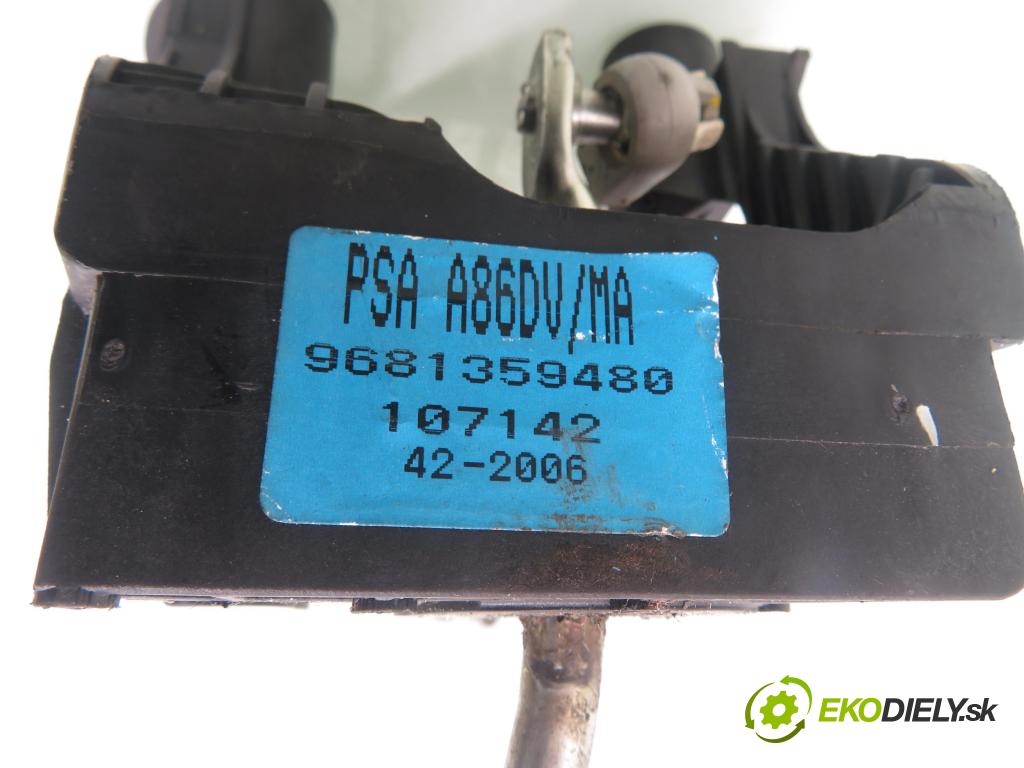 PSA A86DV/MA
9681359480
107142
42-2006
EKODIELY.sk